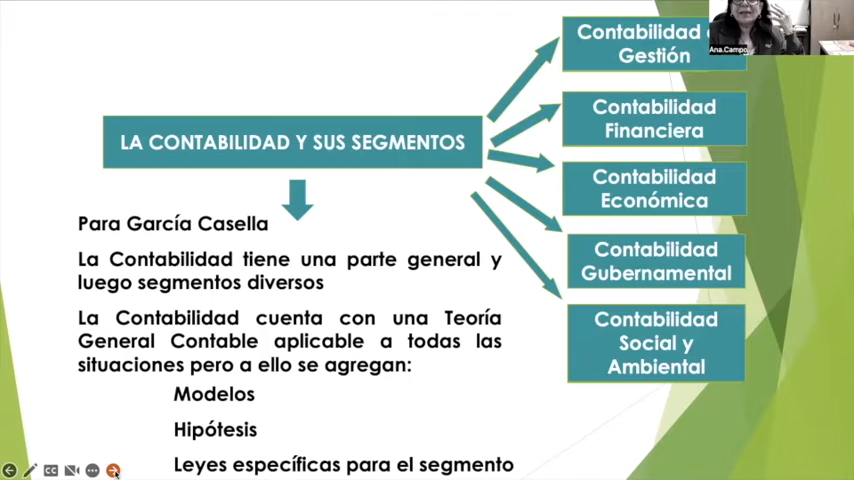 Contabilidad
Gestión
Ana.Campo
Contabilidad
Financiera
LA CONTABILIDAD Y SUS SEGMENTOS
Contabilidad
Económica
Para García Casella
La Contabilidad tiene una parte general y
luego segmentos diversos
Contabilidad
Gubernamental
La Contabilidad cuenta con una Teoría
General Contable aplicable a todas las
situaciones pero a ello se agregan:
Contabilidad
Social y
Ambiental
Modelos
Hipótesis
Leyes específicas para el segmento
CC